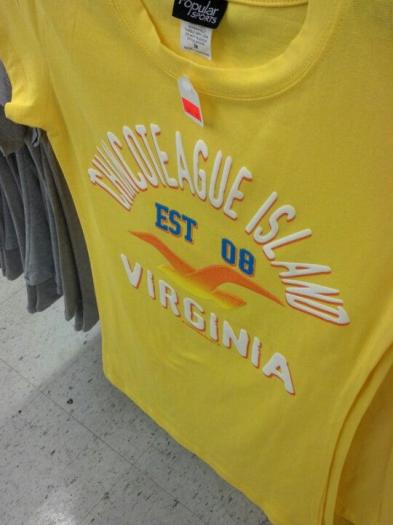 Popular
SPORTS
CHINCOTEAGUE ISLAND
EST 08
VIRGINIA